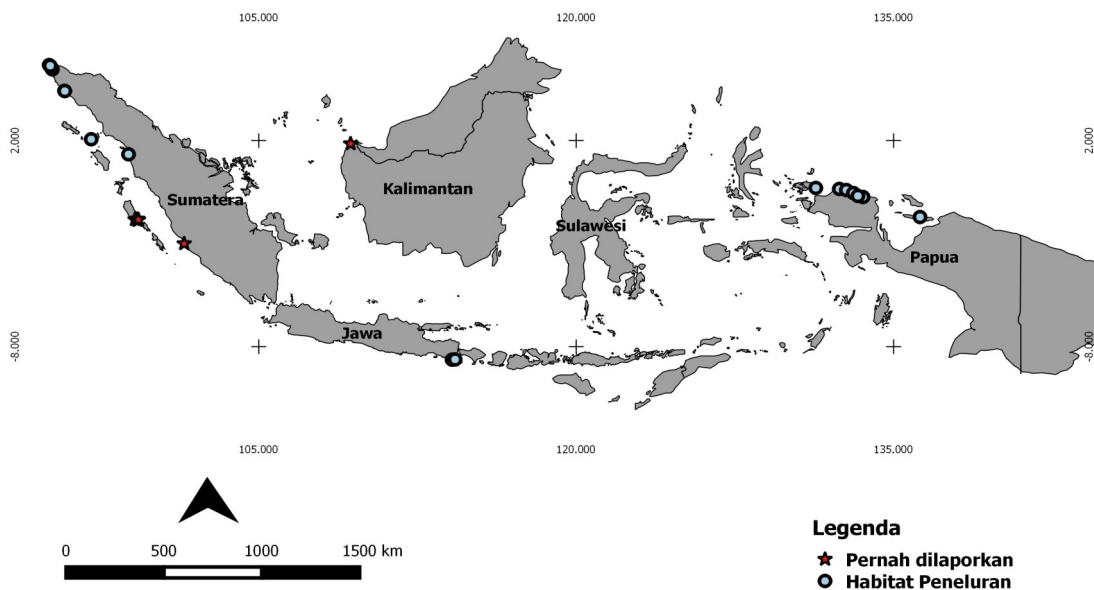 105.000 120.000 135.000
2.000 2.000
Kalimantan
Sumatera
Sulawesi
Papua
Jawa
-8.000 -8.000
105.000 120.000 135.000
0 500 1000 1500 km
Legenda
Pernah dilaporkan
Habitat Peneluran